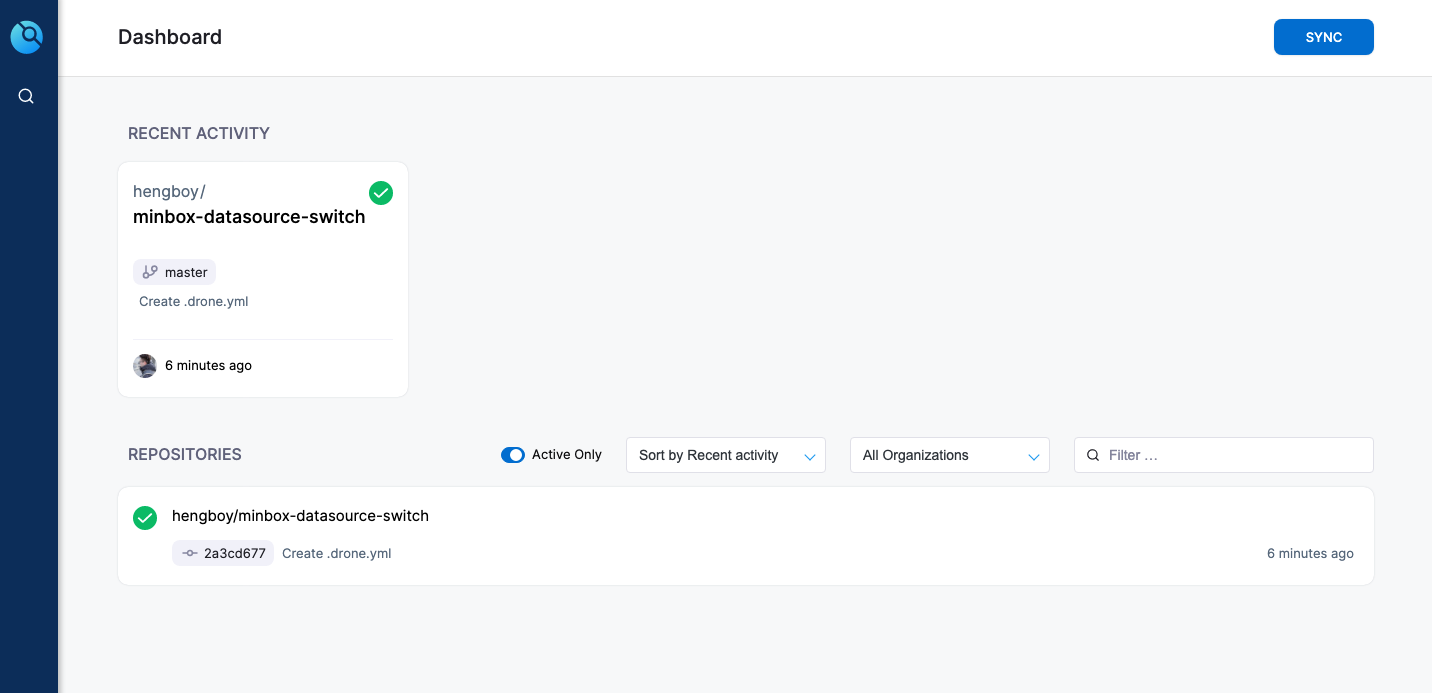 Dashboard
SYNC
RECENT ACTIVITY
hengboy/
minbox-datasource-switch
master
Create .drone.yml
6 minutes ago
REPOSITORIES
Active Only
Sort by Recent activity
All Organizations
Filter ...
hengboy/minbox-datasource-switch
2a3cd677 Create .drone.yml
6 minutes ago